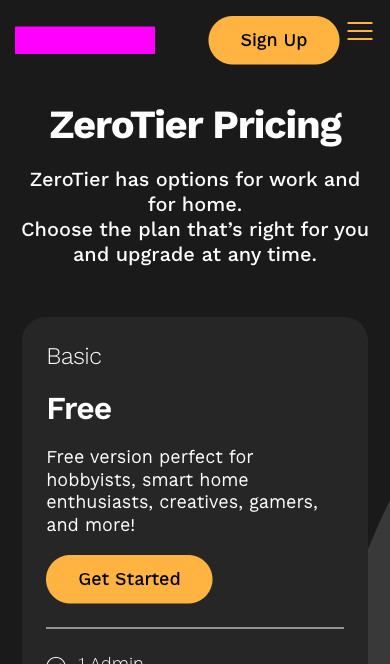 Sign Up
ZeroTier Pricing
ZeroTier has options for work and
for home.
Choose the plan that’s right for you
and upgrade at any time.
Basic
Free
Free version perfect for
hobbyists, smart home
enthusiasts, creatives, gamers,
and more!
Get Started
1 Admin